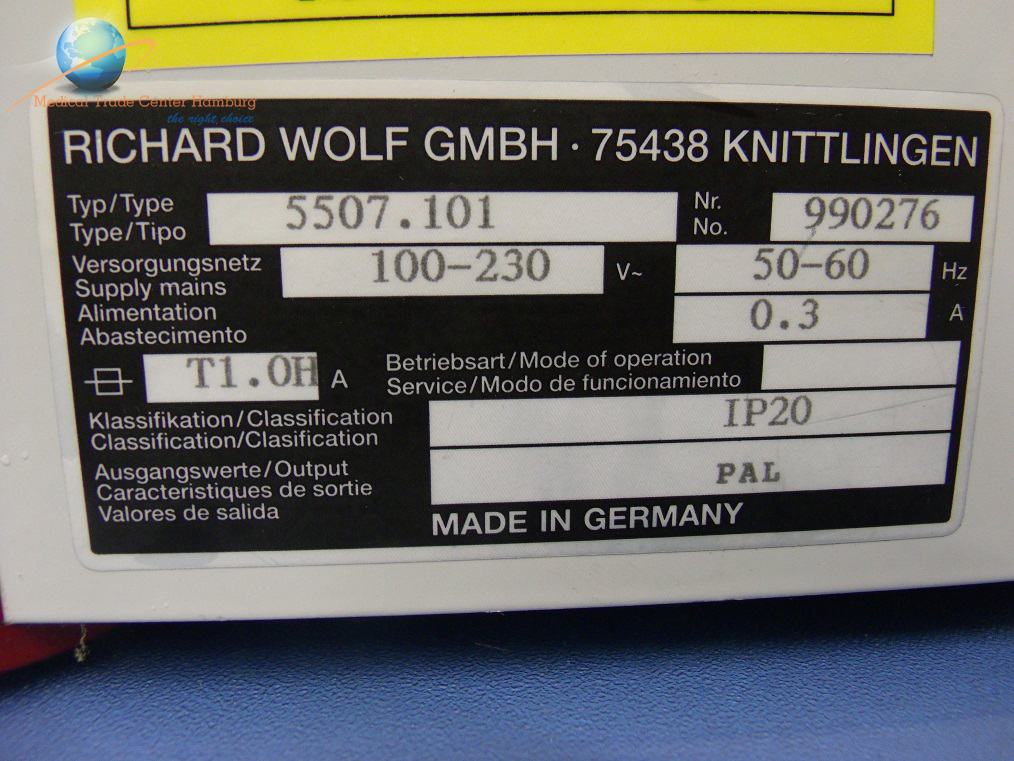 Medical Trade Center Hamburg
the right choice
RICHARD WOLF GMBH · 75438 KNITTLINGEN
Typ/Type 5507.101 Nr. 990276
Type/Tipo No.
Versorgungsnetz 100-230 V~ 50-60 Hz
Supply mains
Alimentation 0.3 A
Abastecimento
T1.0H A Betriebsart/Mode of operation
Service/Modo de funcionamiento
Klassifikation/Classification IP20
Classification/Clasification
Ausgangswerte/Output PAL
Caracteristiques de sortie
Valores de salida
MADE IN GERMANY